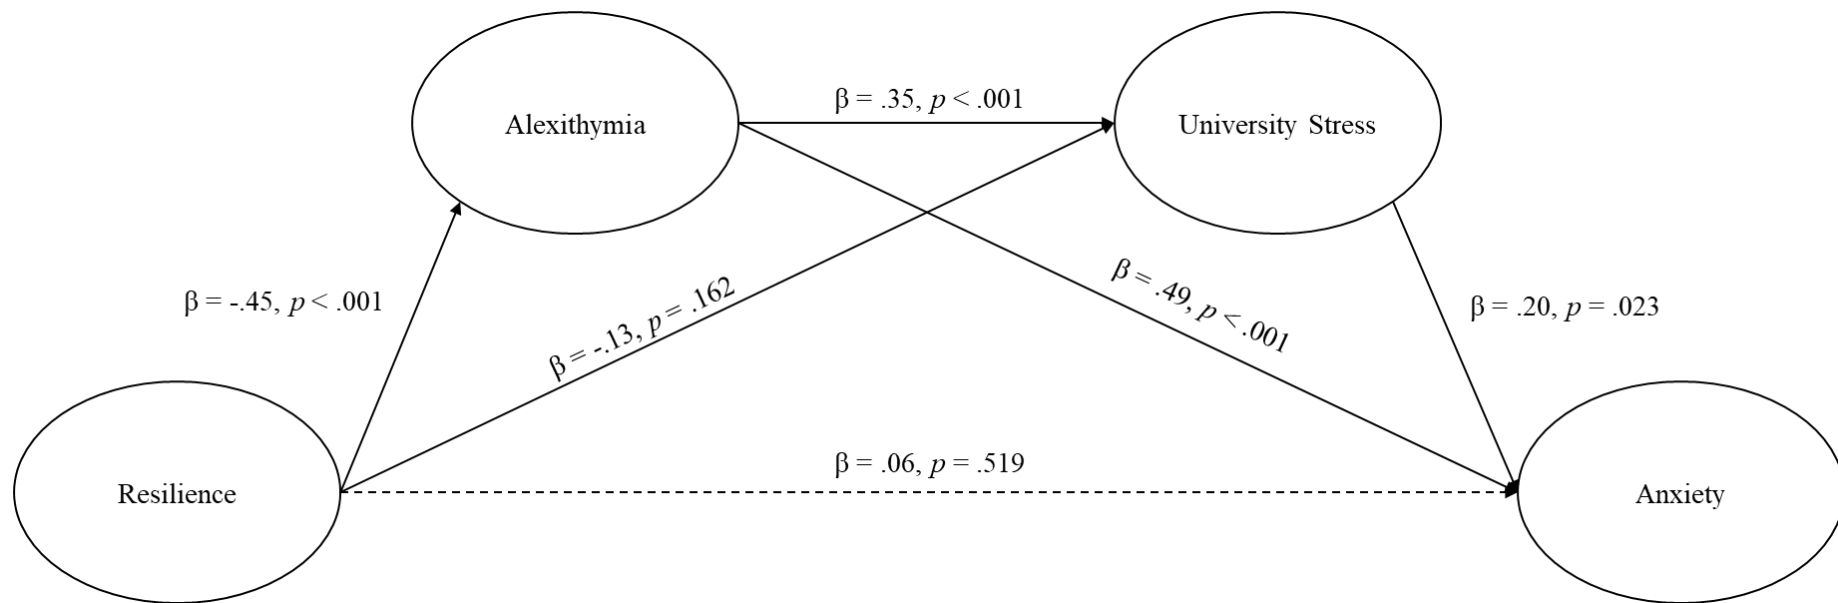 Alexithymia
β = .35, p < .001
University Stress
β = -.45, p < .001
β = -.13, p = .162
β = .49, p < .001
β = .20, p = .023
Resilience
β = .06, p = .519
Anxiety